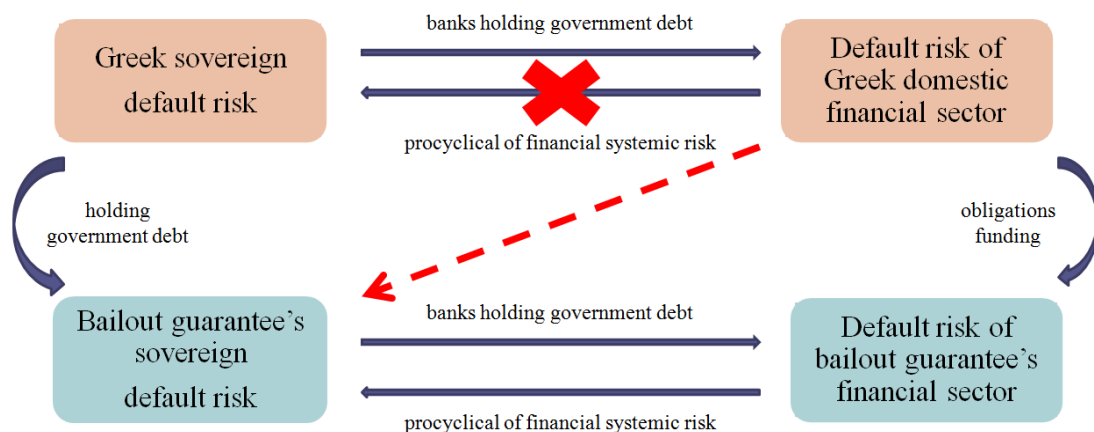 banks holding government debt
Greek sovereign
default risk
Default risk of
Greek domestic
financial sector
procyclical of financial systemic risk
holding
government debt
obligations
funding
Bailout guarantee's
sovereign
default risk
banks holding government debt
Default risk of
bailout guarantee's
financial sector
procyclical of financial systemic risk